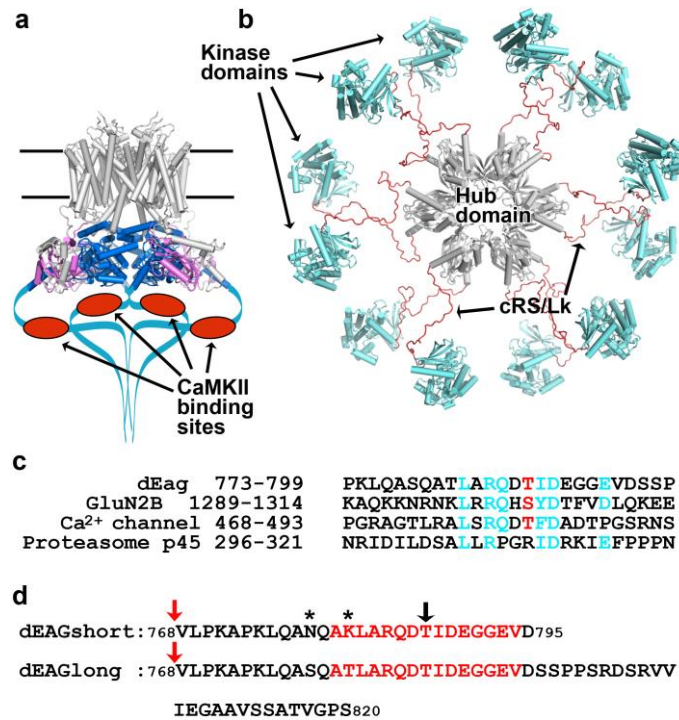 a
b
Kinase
domains
Hub
domain
cRS/Lk
CaMKII
binding
sites
c
dEag 773-799 PKLQASQATLARQDTIDEGGEVDSSP
GluN2B 1289-1314 KAQKKNRNKLRRQHSYDTFVDLQKEE
Ca2+ channel 468-493 PGRAGTLRALSRQDTFDADTPGSRNS
Proteasome p45 296-321 NRIDILDSALLRPGRIDRKIEFPPPN
d
* *
dEAGshort:768VLPKAPKLQANQAKLARQDTIDEGGEVD795
dEAGlong :768VLPKAPKLQASQATLARQDTIDEGGEVDSSPPSRDSRVV
IEGAAVSSATVGPS820